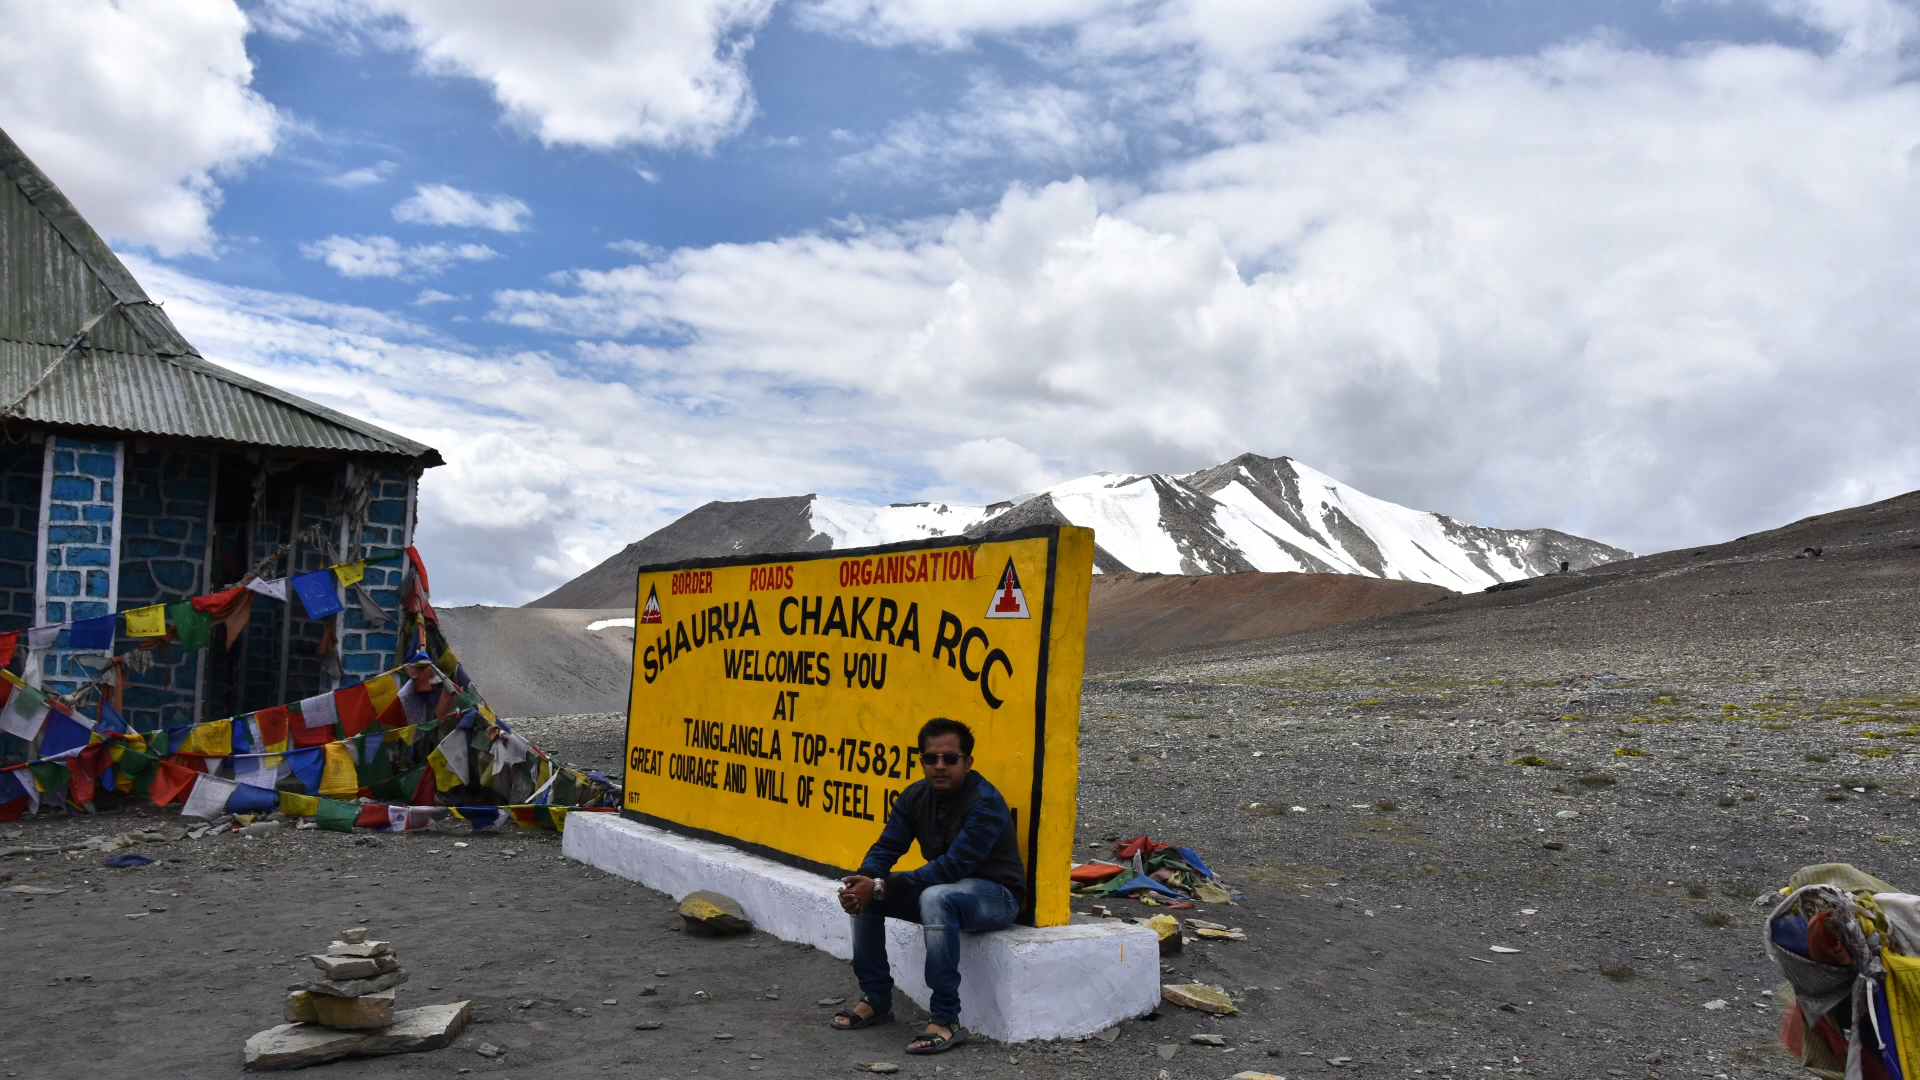 BORDER ROADS ORGANISATION
SHAURYA CHAKRA RCC
WELCOMES YOU
AT
TANGLANGLA TOP-17582 F
GREAT COURAGE AND WILL OF STEEL IS
16TF